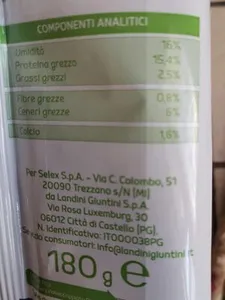 COMPONENTI ANALITICI
Umidità 16%
Proteina grezza 15,4%
Grassi grezzi 2,5%
Fibre grezze 0,8%
Ceneri grezze 6%
Calcio 1,6%
Per Selex S.p.A. - Via C. Colombo, 51
20090 Trezzano s/N (MI)
da Landini Giuntini S.p.A.
Via Rosa Luxemburg, 30
06012 Città di Castello (PG).
N. Identificativo: IT00003BPG
consumatori: info@landinigiuntini.it
180 g e